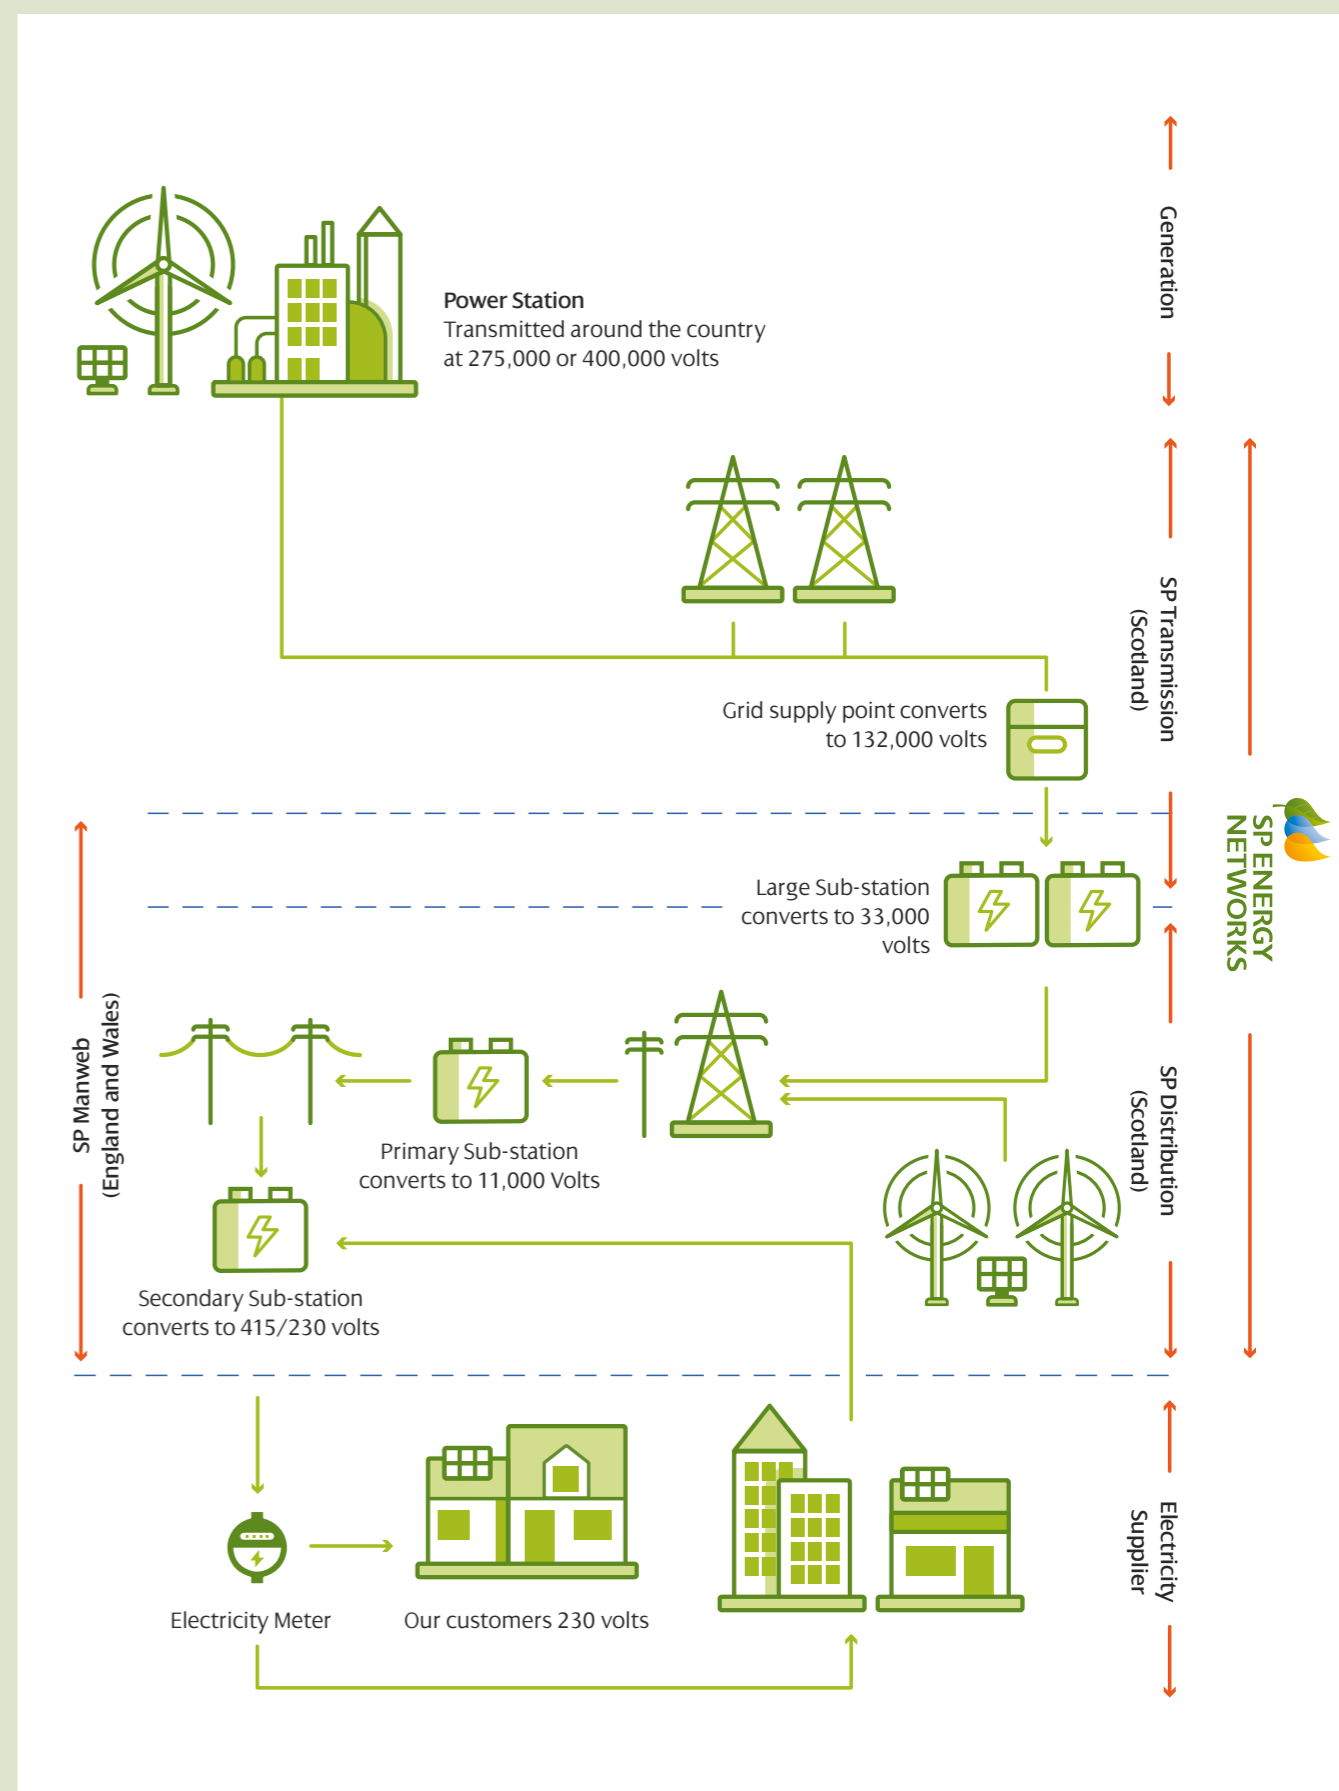 Generation
Power Station
Transmitted around the country
at 275,000 or 400,000 volts
SP Transmission
(Scotland)
Grid supply point converts
to 132,000 volts
SP ENERGY
NETWORKS
Large Sub-station
converts to 33,000
volts
SP Manweb
(England and Wales)
SP Distribution
(Scotland)
Primary Sub-station
converts to 11,000 Volts
Secondary Sub-station
converts to 415/230 volts
Electricity
Supplier
Electricity Meter
Our customers 230 volts